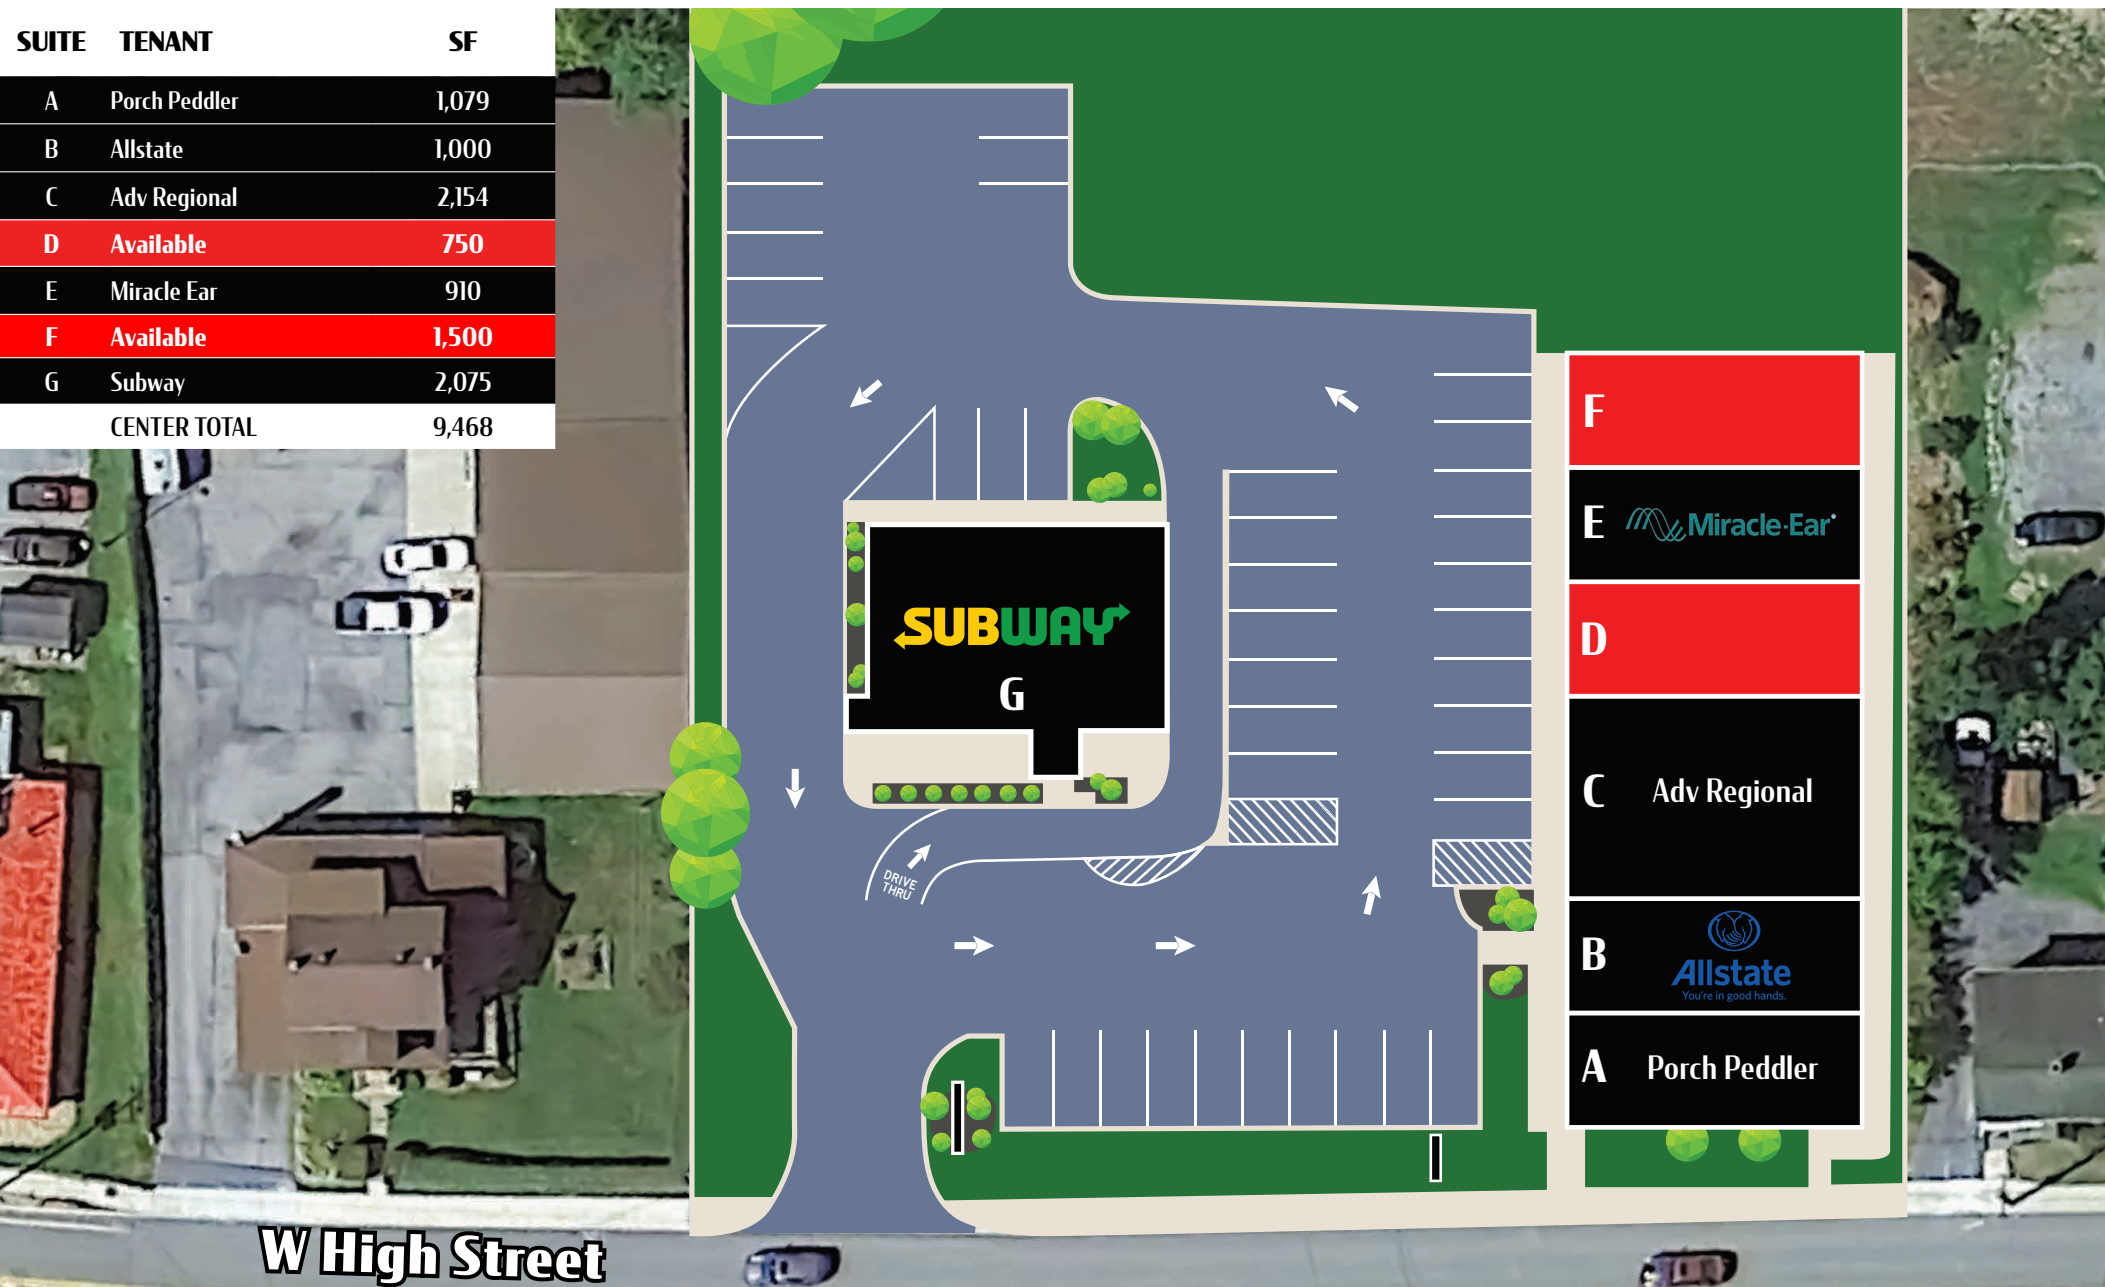 SUITE TENANT SF
A Porch Peddler 1,079
B Allstate 1,000
C Adv Regional 2,154
D Available 750
E Miracle Ear 910
F Available 1,500
G Subway 2,075
CENTER TOTAL 9,468
F
E Miracle-Ear
D
SUBWAY
G
C Adv Regional
DRIVE
THRU
B Allstate
You're in good hands.
A Porch Peddler
W High Street